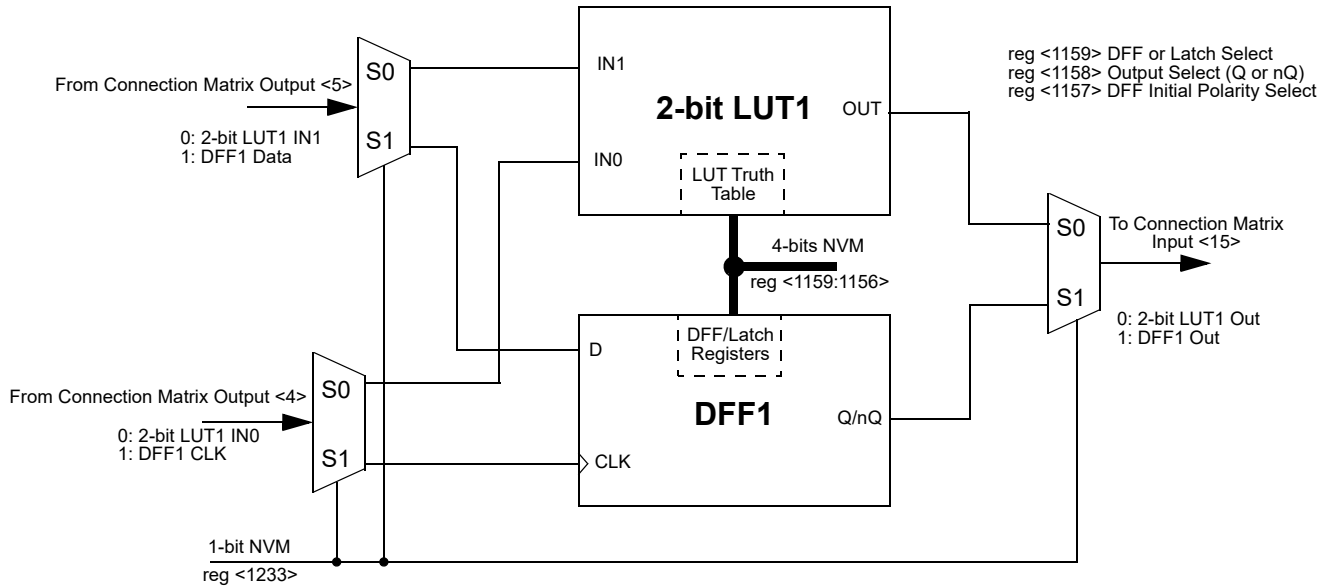 From Connection Matrix Output <5>
0: 2-bit LUT1 IN1
1: DFF1 Data
S0
S1
IN1
IN0
2-bit LUT1
OUT
LUT Truth
Table
reg <1159> DFF or Latch Select
reg <1158> Output Select (Q or nQ)
reg <1157> DFF Initial Polarity Select
4-bits NVM
reg <1159:1156>
S0
S1
To Connection Matrix
Input <15>
0: 2-bit LUT1 Out
1: DFF1 Out
From Connection Matrix Output <4>
0: 2-bit LUT1 IN0
1: DFF1 CLK
S0
S1
D
CLK
DFF/Latch
Registers
DFF1
Q/nQ
1-bit NVM
reg <1233>